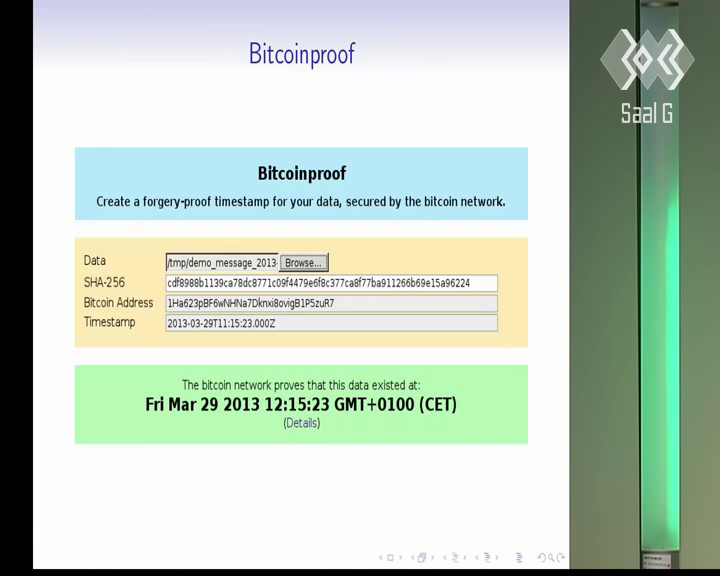 Bitcoinproof
Saal G
Bitcoinproof
Create a forgery-proof timestamp for your data, secured by the bitcoin network.
Data /tmp/demo_message_2013- Browse...
SHA-256 cdf8988b1139ca78dc8771c09f4479e6f8c377ca8f77ba911266b69e15a96224
Bitcoin Address 1Ha623pBF6wNHNa7Dknxi8ovigB1P5zuR7
Timestamp 2013-03-29T11:15:23.000Z
The bitcoin network proves that this data existed at:
Fri Mar 29 2013 12:15:23 GMT+0100 (CET)
(Details)